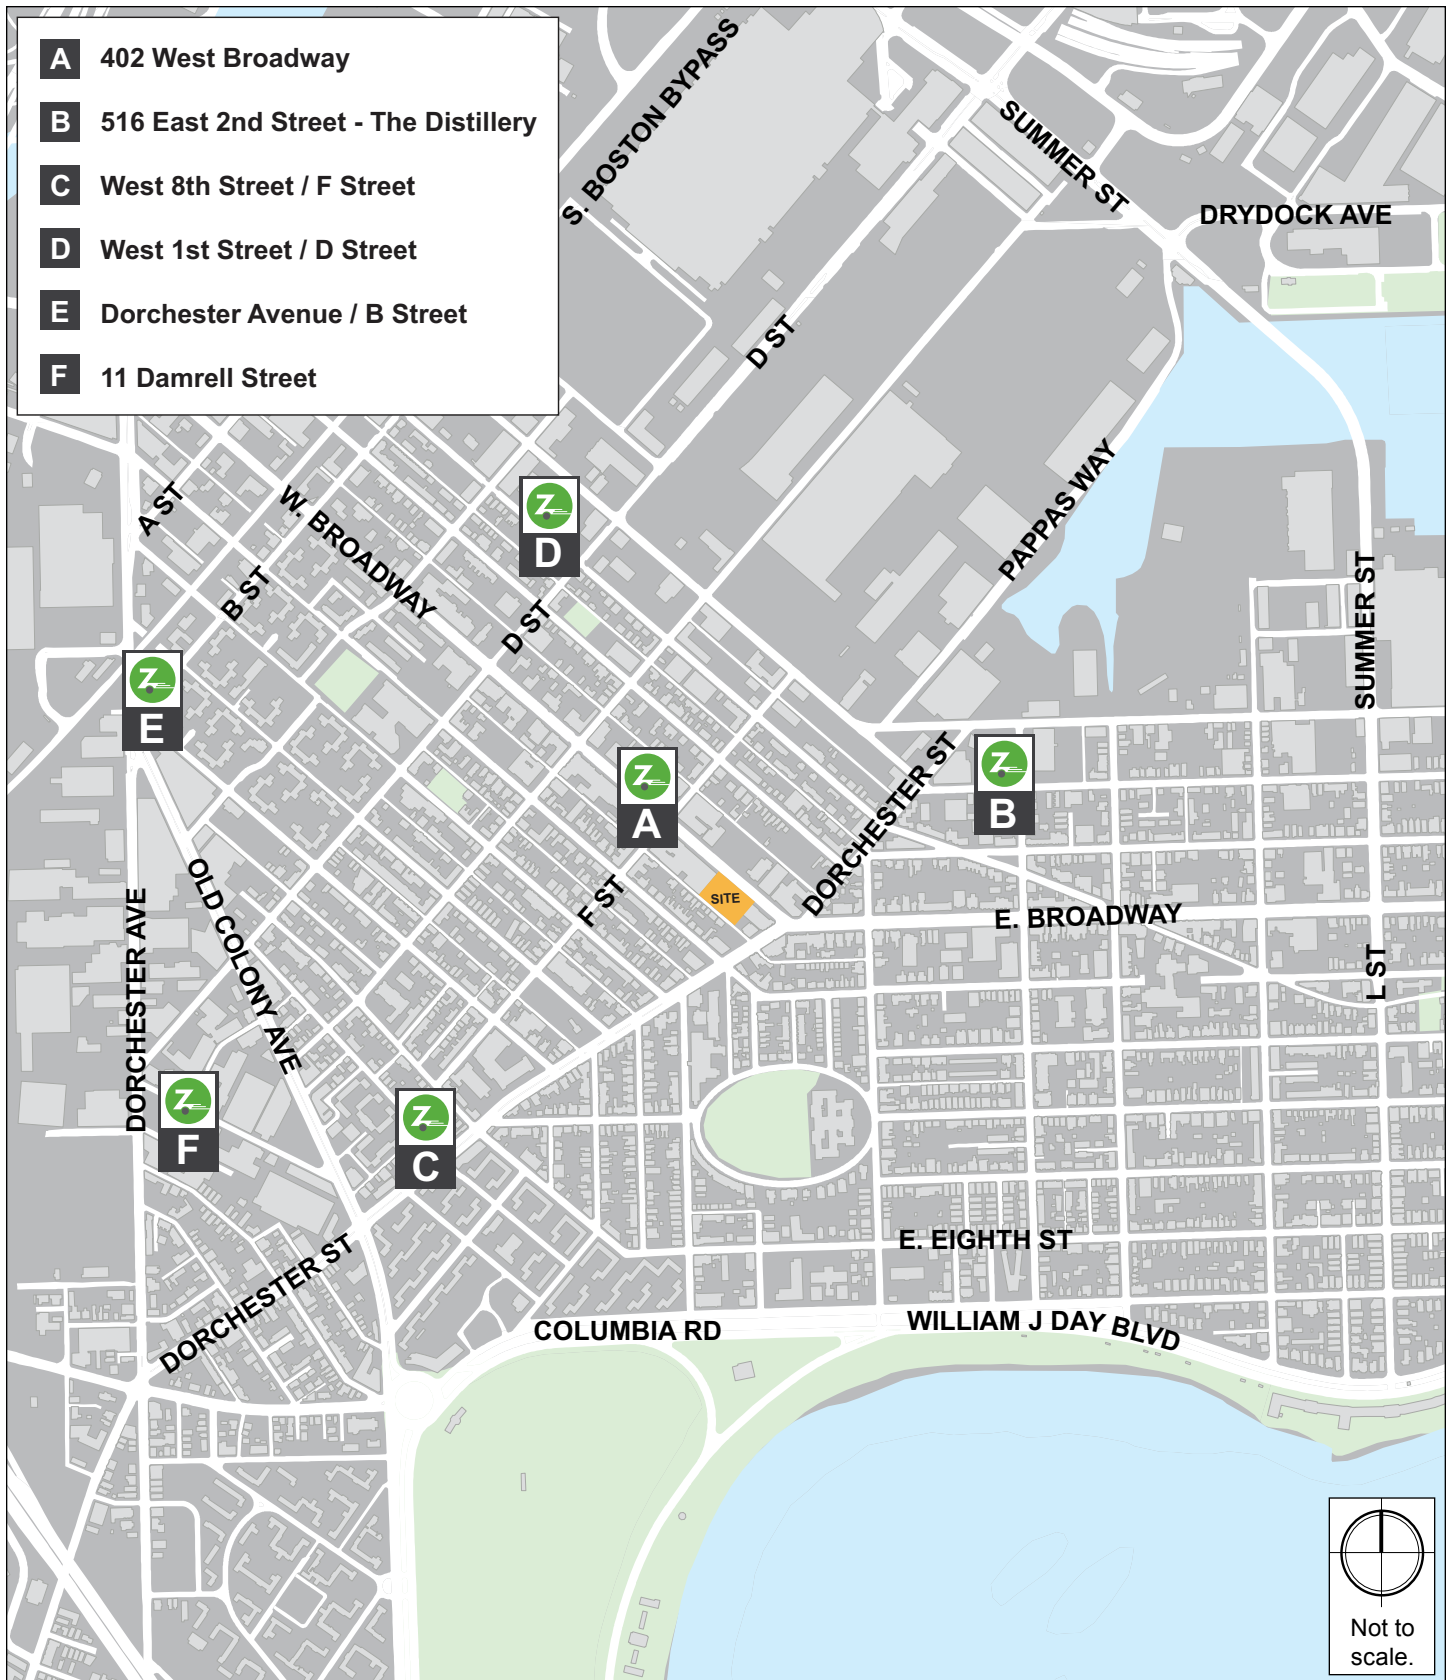 A 402 West Broadway
B 516 East 2nd Street - The Distillery
C West 8th Street / F Street
D West 1st Street / D Street
E Dorchester Avenue / B Street
F 11 Damrell Street
S. BOSTON BYPASS
SUMMER ST
DRYDOCK AVE
D ST
PAPPAS WAY
A ST
W. BROADWAY
Z
D
B ST
D ST
SUMMER ST
Z
E
Z
A
DORCHESTER ST
Z
B
OLD COLONY AVE
F ST
SITE
E. BROADWAY
DORCHESTER AVE
L ST
Z
F
Z
C
E. EIGHTH ST
DORCHESTER ST
COLUMBIA RD
WILLIAM J DAY BLVD
Not to
scale.